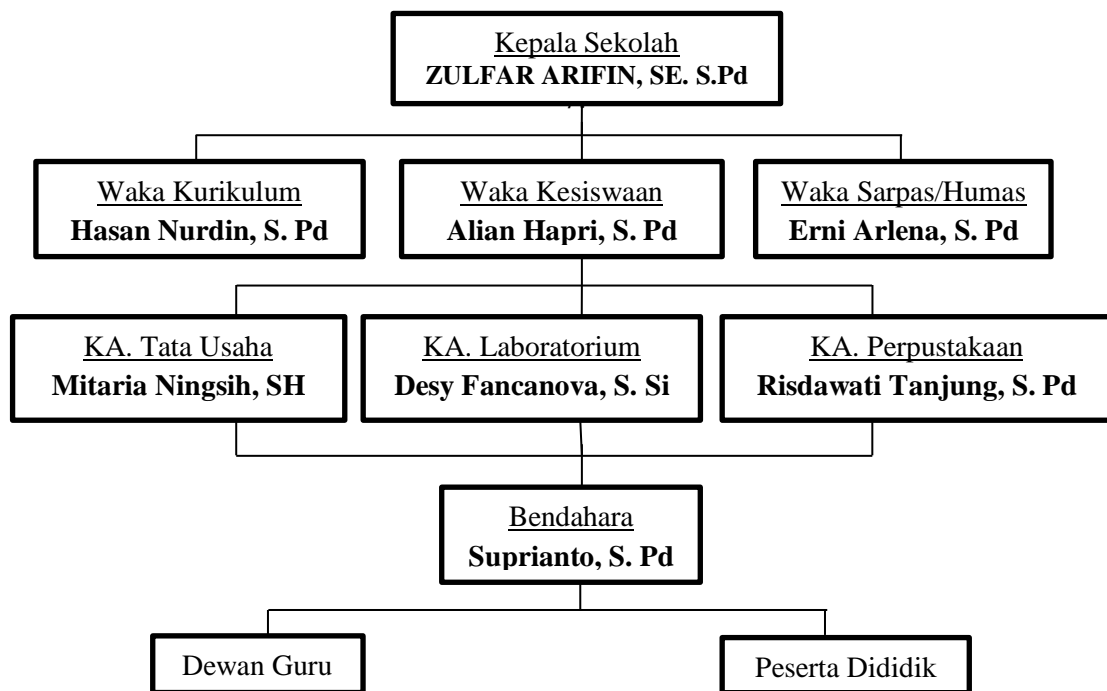 Kepala Sekolah
ZULFAR ARIFIN, SE. S.Pd
Waka Kurikulum
Hasan Nurdin, S. Pd
Waka Kesiswaan
Alian Hapri, S. Pd
Waka Sarpas/Humas
Erni Arlena, S. Pd
KA. Tata Usaha
Mitaria Ningsih, SH
KA. Laboratorium
Desy Fancanova, S. Si
KA. Perpustakaan
Risdawati Tanjung, S. Pd
Bendahara
Suprianto, S. Pd
Dewan Guru
Peserta Dididik